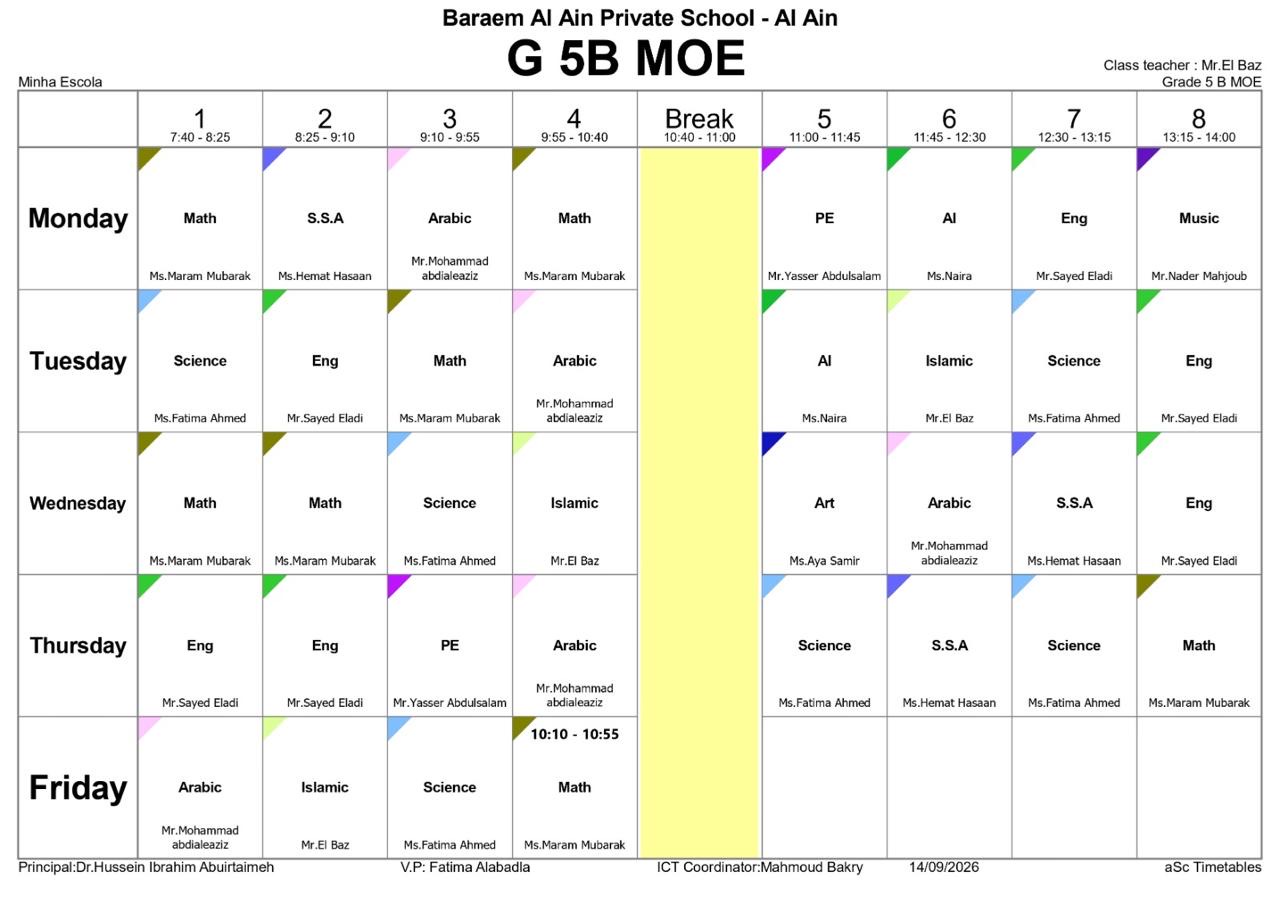 Baraem Al Ain Private School - Al Ain
G 5B MOE
Class teacher : Mr.El Baz
Minha Escola
Grade 5 B MOE
1 2 3 4 Break 5 6 7 8
7:40 - 8:25 8:25 - 9:10 9:10 - 9:55 9:55 - 10:40 10:40 - 11:00 11:00 - 11:45 11:45 - 12:30 12:30 - 13:15 13:15 - 14:00
Monday Math S.S.A Arabic Math PE AI Eng Music
Ms.Maram Mubarak Ms.Hemat Hasaan Mr.Mohammad abdialeaziz Ms.Maram Mubarak Mr.Yasser Abdulsalam Ms.Naira Mr.Sayed Eladi Mr.Nader Mahjoub
Tuesday Science Eng Math Arabic AI Islamic Science Eng
Ms.Fatima Ahmed Mr.Sayed Eladi Ms.Maram Mubarak Mr.Mohammad abdialeaziz Ms.Naira Mr.El Baz Ms.Fatima Ahmed Mr.Sayed Eladi
Wednesday Math Math Science Islamic Art Arabic S.S.A Eng
Ms.Maram Mubarak Ms.Maram Mubarak Ms.Fatima Ahmed Mr.El Baz Ms.Aya Samir Mr.Mohammad abdialeaziz Ms.Hemat Hasaan Mr.Sayed Eladi
Thursday Eng Eng PE Arabic Science S.S.A Science Math
Mr.Sayed Eladi Mr.Sayed Eladi Mr.Yasser Abdulsalam Mr.Mohammad abdialeaziz Ms.Fatima Ahmed Ms.Hemat Hasaan Ms.Fatima Ahmed Ms.Maram Mubarak
10:10 - 10:55
Friday Arabic Islamic Science Math
Mr.Mohammad abdialeaziz Mr.El Baz Ms.Fatima Ahmed Ms.Maram Mubarak
Principal:Dr.Hussein Ibrahim Abuirtaimeh V.P: Fatima Alabadla ICT Coordinator:Mahmoud Bakry 14/09/2026 aSc Timetables